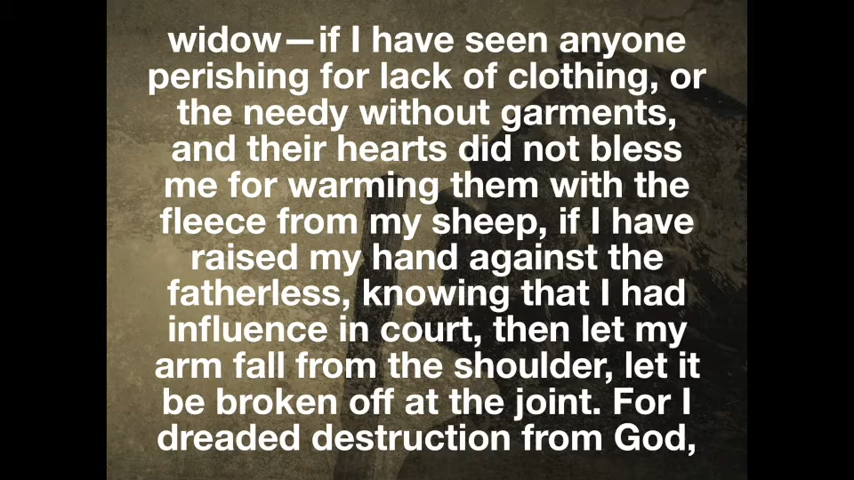 widow—if I have seen anyone
perishing for lack of clothing, or
the needy without garments,
and their hearts did not bless
me for warming them with the
fleece from my sheep, if I have
raised my hand against the
fatherless, knowing that I had
influence in court, then let my
arm fall from the shoulder, let it
be broken off at the joint. For I
dreaded destruction from God,